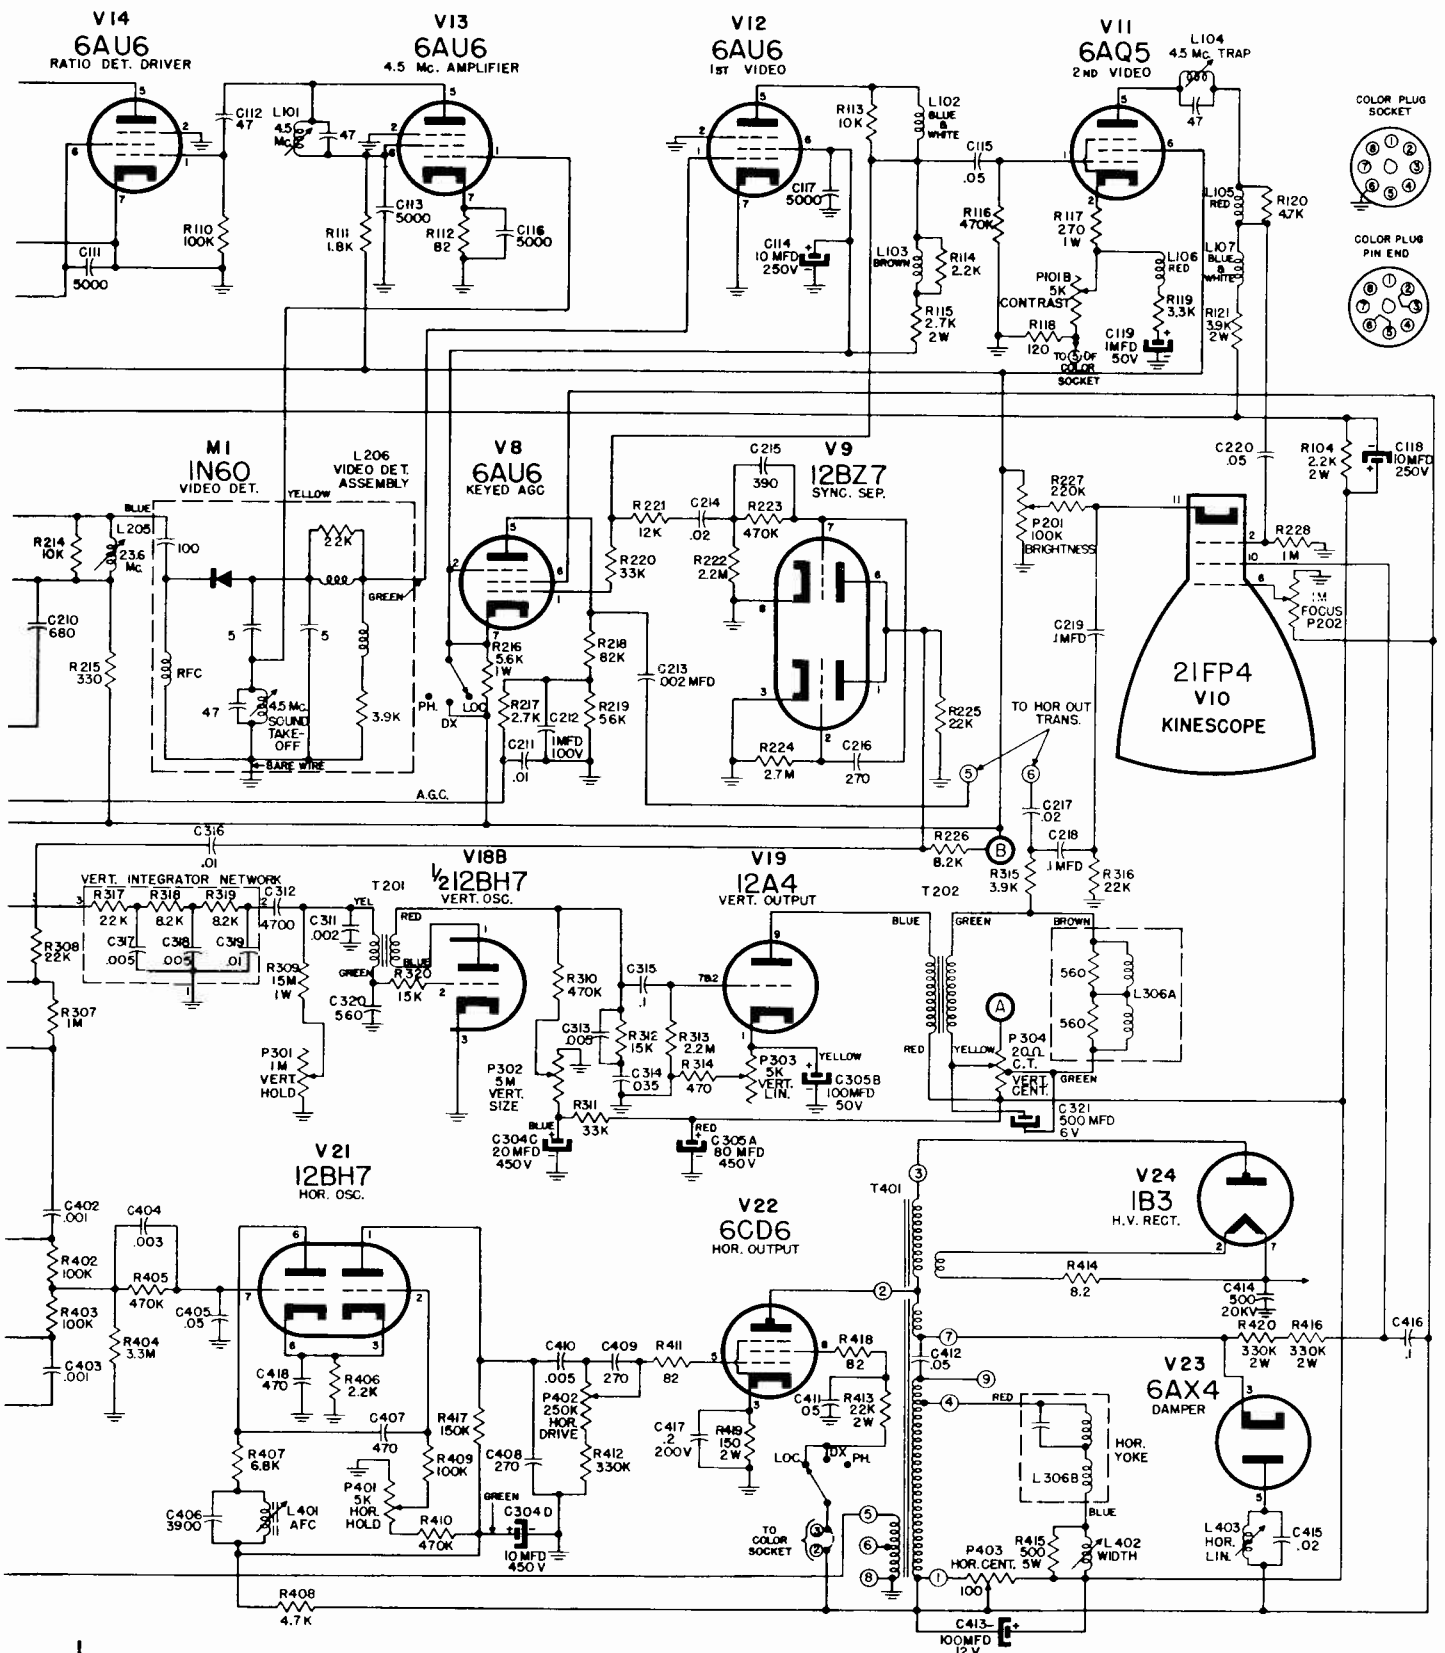 V14
6AU6
RATIO DET. DRIVER
V13
6AU6
4.5 Mc. AMPLIFIER
V12
6AU6
1ST VIDEO
V11
6AQ5
2ND VIDEO
L104
4.5 Mc. TRAP
47
COLOR PLUG
SOCKET
COLOR PLUG
PIN END
C112
47
L101
4.5
Mc.
47
R110
100K
C111
5000
R111
1.8K
C113
5000
R112
82
C116
5000
R113
10K
L102
BLUE
&
WHITE
C115
.05
C117
5000
C114
10 MFD
250V
L103
BROWN
R114
2.2K
R115
2.7K
2W
R116
470K
R117
270
1W
P101B
5K
CONTRAST
L106
RED
R119
3.3K
R118
120
C119
1MFD
50V
TO 5 OF
COLOR
SOCKET
L105
RED
R120
4.7K
L107
BLUE
&
WHITE
R121
3.9K
2W
M1
1N60
VIDEO DET.
L206
VIDEO DET.
ASSEMBLY
YELLOW
BLUE
V8
6AU6
KEYED AGC
C215
390
V9
12BZ7
SYNC. SEP.
C220
.05
R104
2.2K
2W
C118
10MFD
250V
R214
10K
L205
23.6
Mc.
100
22K
GREEN
5
5
RFC
47
4.5 Mc.
SOUND
TAKE-
OFF
3.9K
BARE WIRE
C210
680
R215
330
R221
12K
C214
.02
R223
470K
R220
33K
R222
2.2M
R216
5.6K
1W
R218
82K
C213
.002 MFD
PH.
DX
LOC.
R217
2.7K
C212
.1MFD
100V
R219
56K
C211
.01
R224
2.7M
C216
270
R225
22K
R227
220K
P201
100K
BRIGHTNESS
C219
.1MFD
R228
1M
1M
FOCUS
P202
21FP4
V10
KINESCOPE
TO HOR OUT
TRANS.
5
6
C217
.02
C218
.1MFD
A.G.C.
C316
.01
R226
8.2K
B
R315
3.9K
R316
22K
VERT. INTEGRATOR NETWORK
R317
22K
R318
8.2K
R319
8.2K
C312
4700
C317
.005
C318
.005
C319
.01
T201
YEL
RED
BLUE
GREEN
C311
.002
V18B
1/2 12BH7
VERT. OSC.
V19
12A4
VERT. OUTPUT
T202
BLUE
GREEN
BROWN
R308
22K
R307
1M
R309
15M
1W
P301
1M
VERT.
HOLD
C320
560
R320
15K
R310
470K
C315
.1
C313
.005
R312
15K
C314
.035
R313
2.2M
R314
470
P303
5K
VERT.
LIN.
YELLOW
C305B
100MFD
50V
P302
5M
VERT.
SIZE
R311
33K
BLUE
C304C
20 MFD
450V
RED
C305A
80 MFD
450V
RED
YELLOW
A
P304
20Ω
C.T.
VERT.
CENT.
GREEN
C321
500 MFD
6V
560
560
L306A
V21
12BH7
HOR. OSC.
V22
6CD6
HOR. OUTPUT
T401
V24
1B3
H.V. RECT.
C402
.001
C404
.003
R402
100K
R403
100K
R405
470K
C405
.05
R404
3.3M
C403
.001
C418
470
R406
2.2K
C407
470
R407
6.8K
C406
3900
L401
AFC
P401
5K
HOR.
HOLD
R409
100K
R410
470K
R417
150K
R408
4.7K
C410
.005
C409
270
P402
250K
HOR
DRIVE
C408
270
R412
330K
GREEN
C304D
10 MFD
450V
R411
82
R418
82
C411
.05
R413
22K
2W
C417
.2
200V
R419
150
2W
LOC.
DX
PH.
TO
COLOR
SOCKET
R414
8.2
C414
500
20KV
C412
.05
R420
330K
2W
R416
330K
2W
C416
.1
V23
6AX4
DAMPER
RED
L306B
HOR.
YOKE
BLUE
R415
500
5W
L402
WIDTH
P403
HOR. CENT.
100
L403
HOR.
LIN.
C415
.02
C413
100MFD
12V